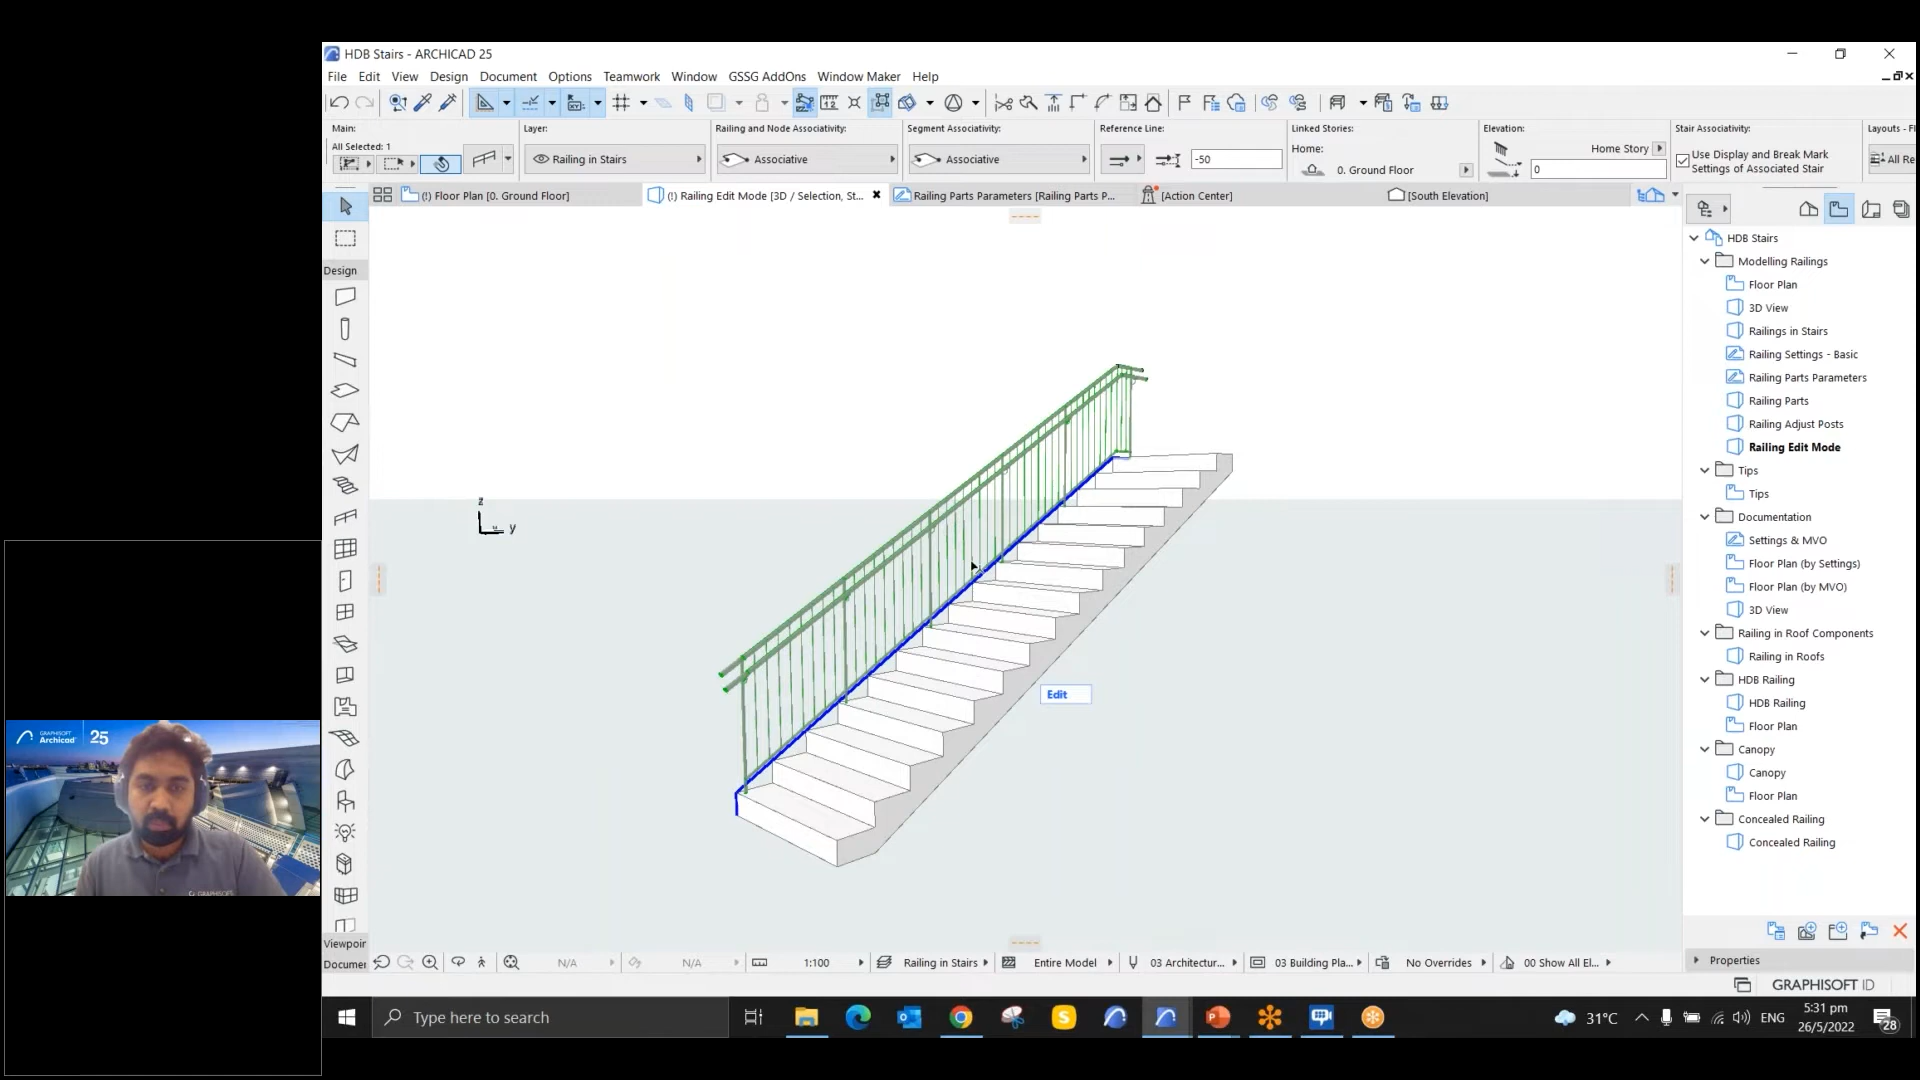 HDB Stairs - ARCHICAD 25
File Edit View Design Document Options Teamwork Window GSSG AddOns Window Maker Help
Main: Layer: Railing and Node Associativity: Segment Associativity: Reference Line: Linked Stories: Elevation: Stair Associativity: Layouts - Fl
All Selected: 1
Railing in Stairs Associative Associative -50
Home: Home Story Use Display and Break Mark
0. Ground Floor 0 Settings of Associated Stair All Re
(!) Floor Plan [0. Ground Floor] (!) Railing Edit Mode [3D / Selection, St... Railing Parts Parameters [Railing Parts P... [Action Center] [South Elevation]
Design
HDB Stairs
Modelling Railings
Floor Plan
3D View
Railings in Stairs
Railing Settings - Basic
Railing Parts Parameters
Railing Parts
Railing Adjust Posts
Railing Edit Mode
Tips
Tips
Documentation
Settings & MVO
Floor Plan (by Settings)
Floor Plan (by MVO)
3D View
Railing in Roof Components
Railing in Roofs
HDB Railing
HDB Railing
Floor Plan
Canopy
Canopy
Floor Plan
Concealed Railing
Concealed Railing
z
y
Edit
GRAPHISOFT
Archicad 25
GRAPHISOFT
Viewpoir
Documer
N/A N/A 1:100 Railing in Stairs Entire Model 03 Architectur... 03 Building Pla... No Overrides 00 Show All El...
Properties
GRAPHISOFT ID
Type here to search
31°C ENG 5:31 pm
26/5/2022
28